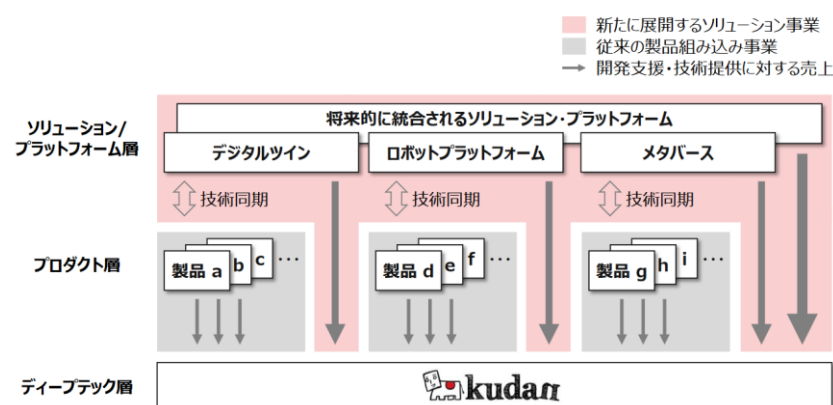 新たに展開するソリューション事業
従来の製品組み込み事業
開発支援・技術提供に対する売上
ソリューション/
プラットフォーム層
将来的に統合されるソリューション・プラットフォーム
デジタルツイン
ロボットプラットフォーム
メタバース
技術同期
技術同期
技術同期
プロダクト層
製品 a
b
c
…
製品 d
e
f
…
製品 g
h
i
…
ディープテック層
kudan